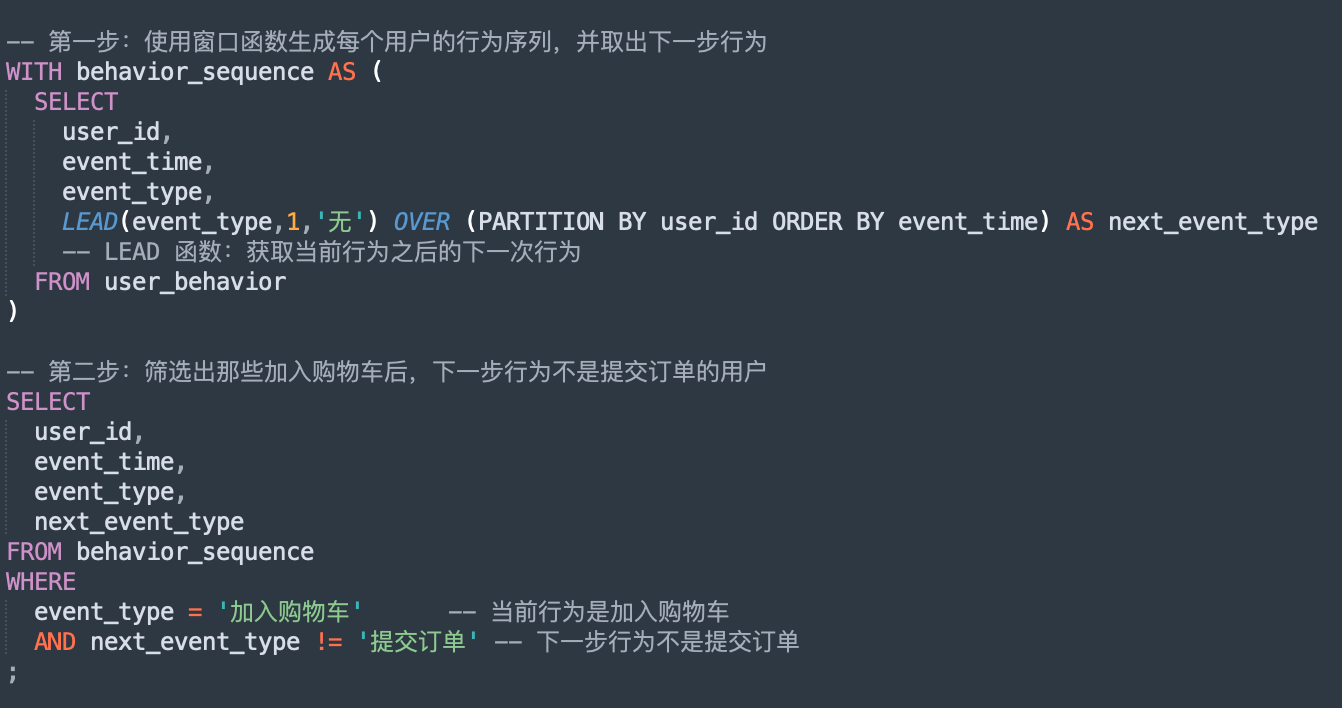 -- 第一步：使用窗口函数生成每个用户的行为序列，并取出下一步行为
WITH behavior_sequence AS (
  SELECT
    user_id,
    event_time,
    event_type,
    LEAD(event_type,1,'无') OVER (PARTITION BY user_id ORDER BY event_time) AS next_event_type
    -- LEAD 函数：获取当前行为之后的下一次行为
  FROM user_behavior
)
-- 第二步：筛选出那些加入购物车后，下一步行为不是提交订单的用户
SELECT
  user_id,
  event_time,
  event_type,
  next_event_type
FROM behavior_sequence
WHERE
  event_type = '加入购物车'      -- 当前行为是加入购物车
  AND next_event_type != '提交订单' -- 下一步行为不是提交订单
;